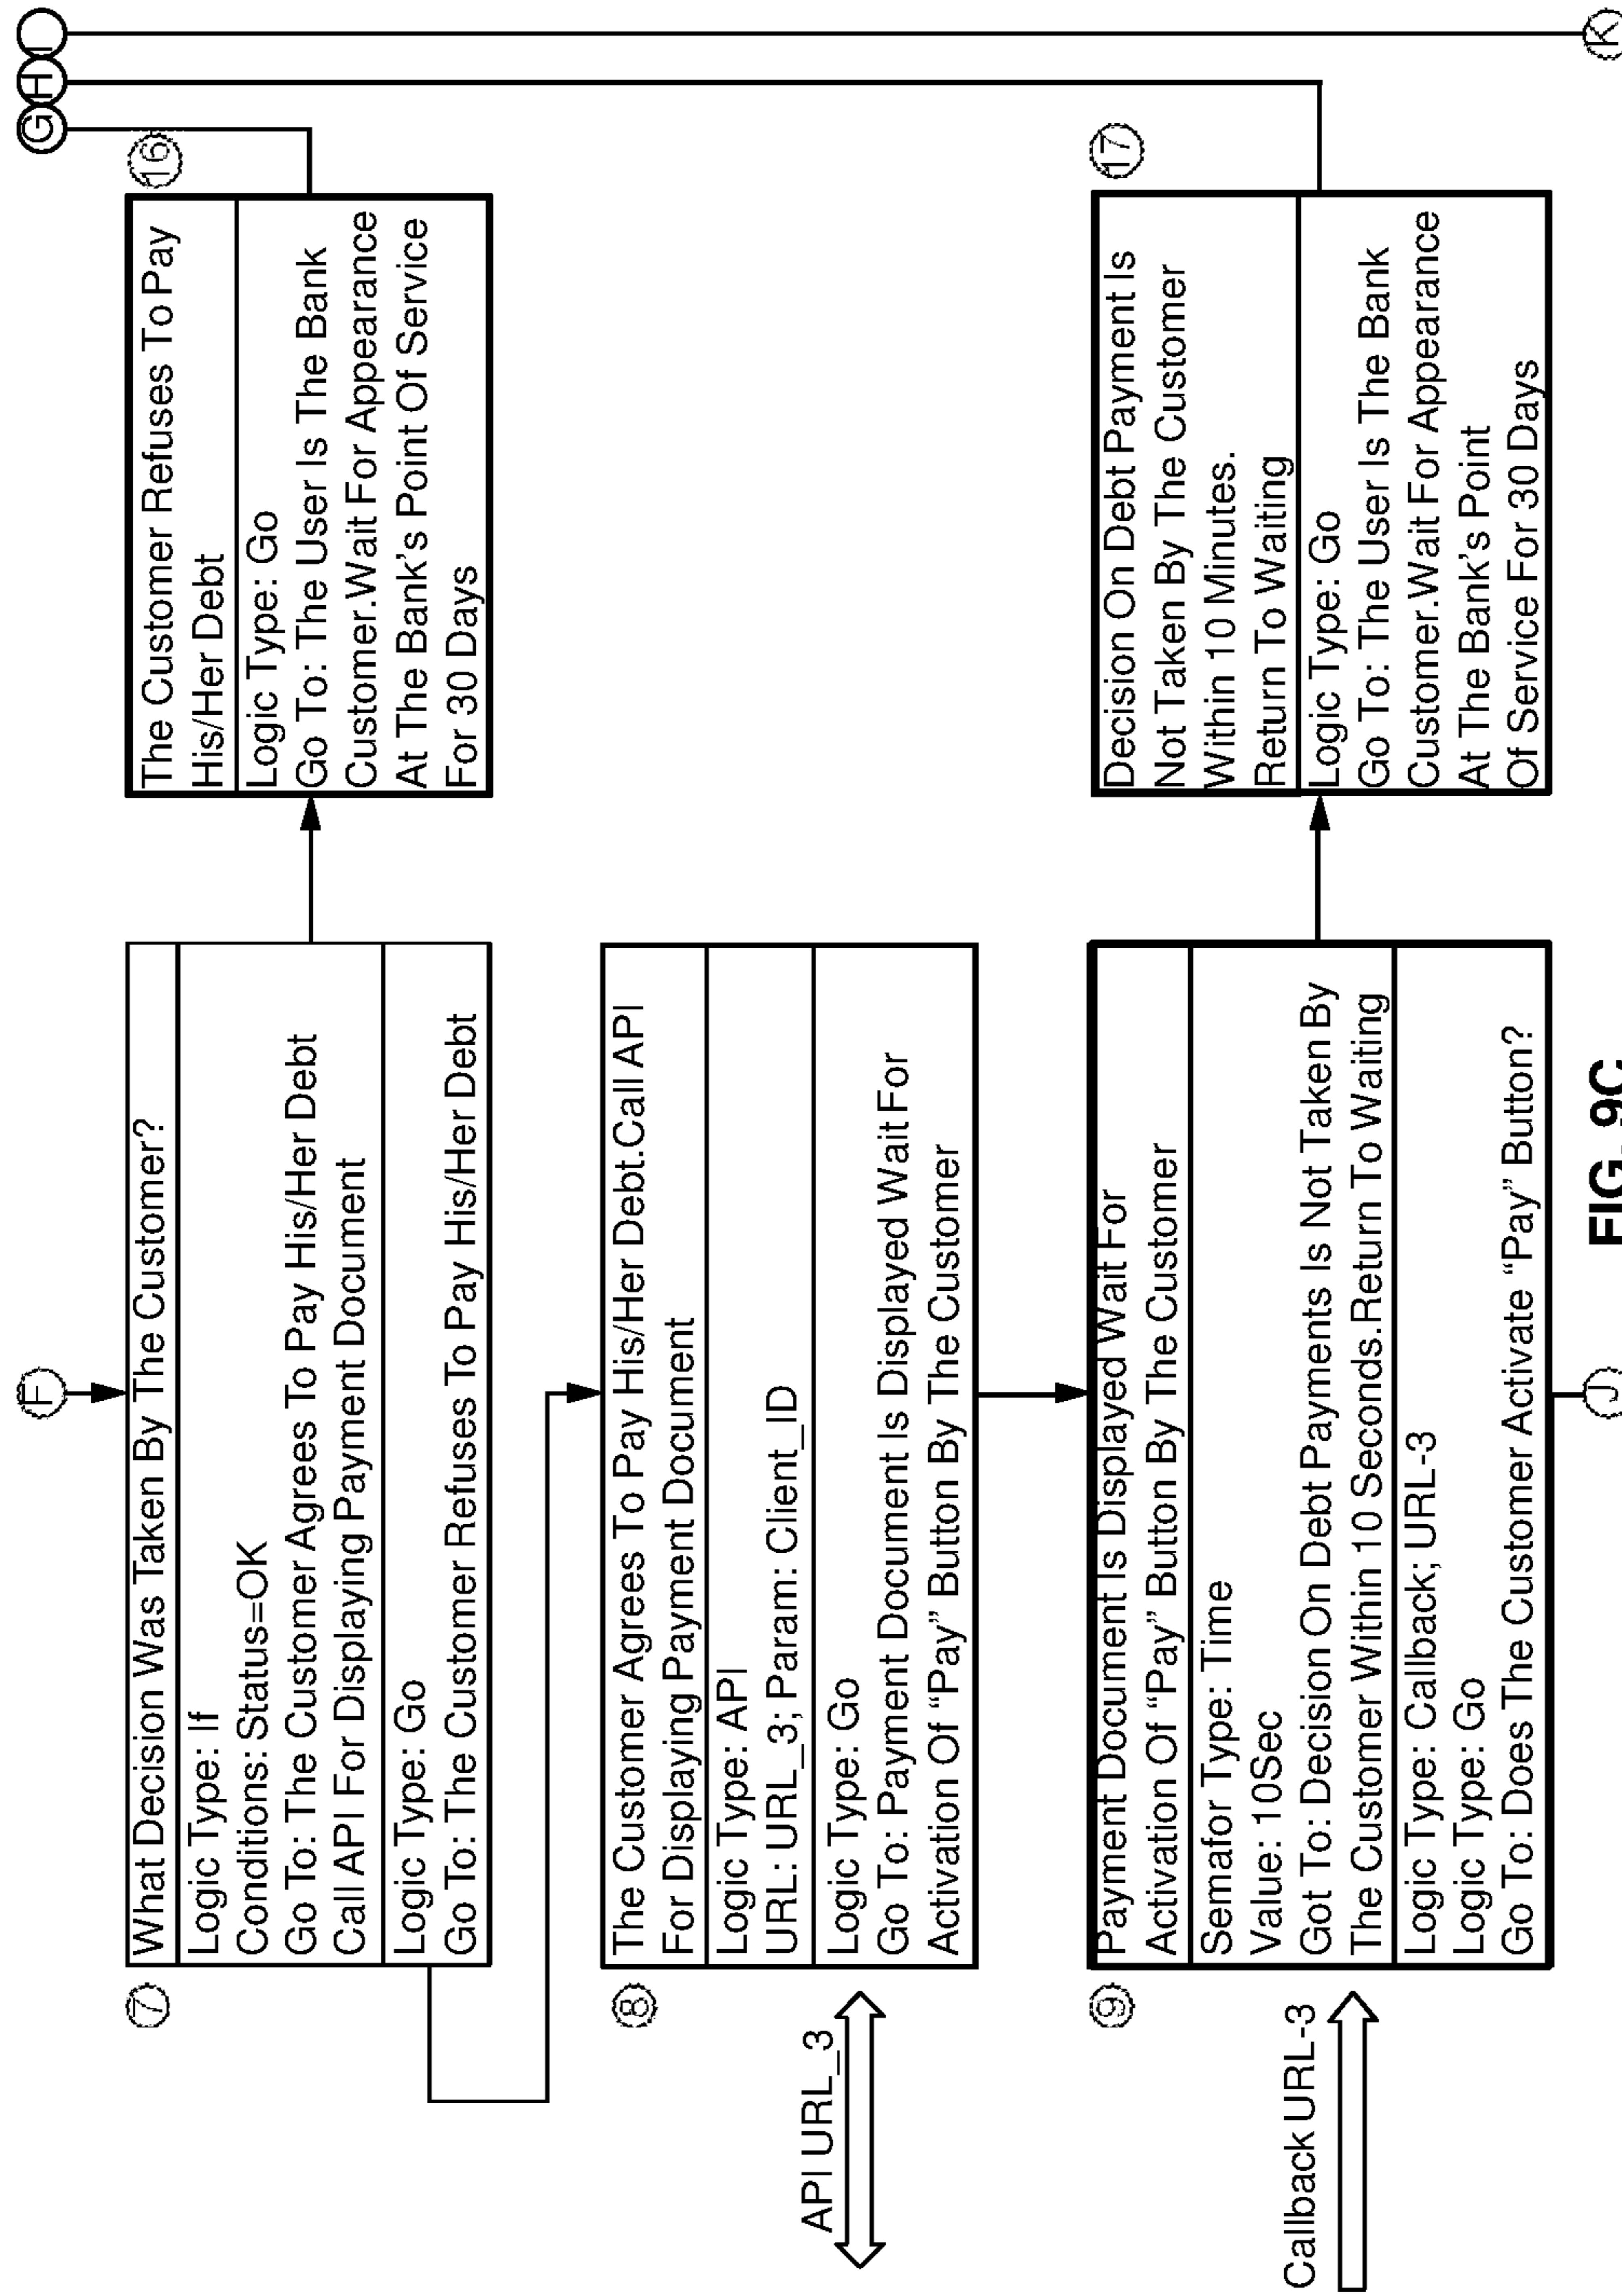 F
G
H
I
7
What Decision Was Taken By The Customer?
Logic Type: If
Conditions: Status=OK
Go To: The Customer Agrees To Pay His/Her Debt
Call API For Displaying Payment Document
Logic Type: Go
Go To: The Customer Refuses To Pay His/Her Debt
16
The Customer Refuses To Pay
His/Her Debt
Logic Type: Go
Go To: The User Is The Bank
Customer.Wait For Appearance
At The Bank's Point Of Service
For 30 Days
8
The Customer Agrees To Pay His/Her Debt.Call API
For Displaying Payment Document
Logic Type: API
URL: URL_3; Param: Client_ID
Logic Type: Go
Go To: Payment Document Is Displayed Wait For
Activation Of “Pay” Button By The Customer
API URL_3
9
Payment Document Is Displayed Wait For
Activation Of “Pay” Button By The Customer
Semafor Type: Time
Value: 10Sec
Got To: Decision On Debt Payments Is Not Taken By
The Customer Within 10 Seconds.Return To Waiting
Logic Type: Callback; URL-3
Logic Type: Go
Go To: Does The Customer Activate “Pay” Button?
Callback URL-3
17
Decision On Debt Payment Is
Not Taken By The Customer
Within 10 Minutes.
Return To Waiting
Logic Type: Go
Go To: The User Is The Bank
Customer.Wait For Appearance
At The Bank's Point
Of Service For 30 Days
J
K
FIG. 9C